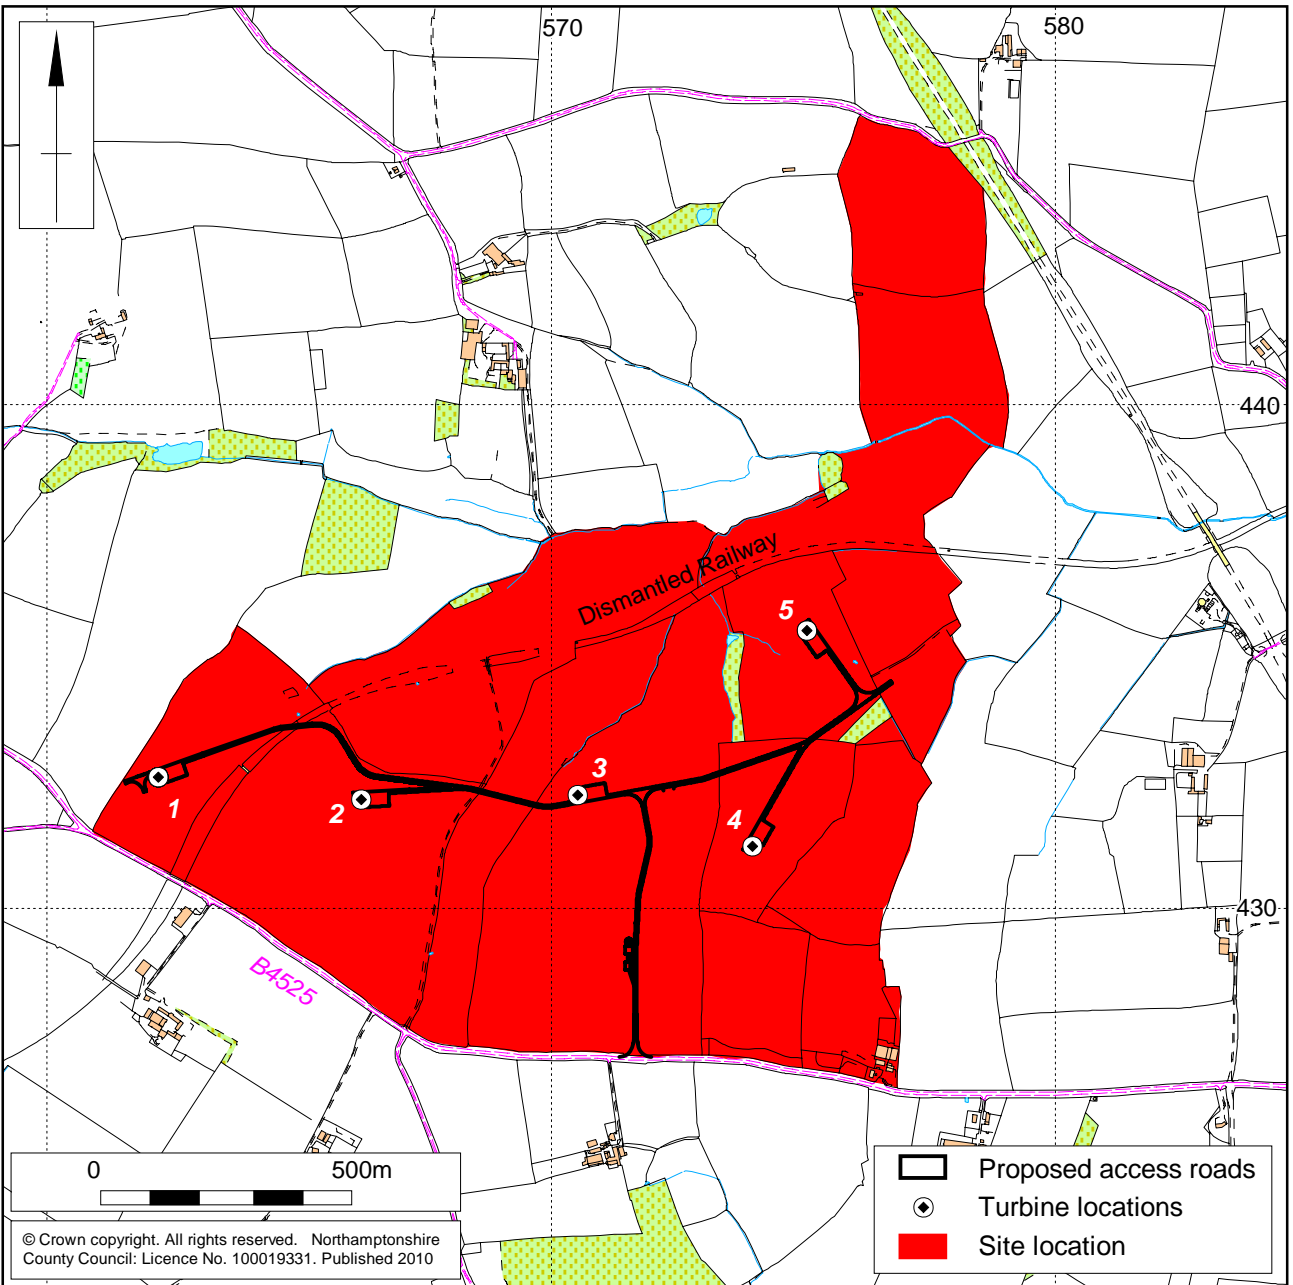 570
580
440
Dismantled Railway
5
3
1
2
4
430
B4525
0 500m
Proposed access roads
Turbine locations
Site location
© Crown copyright. All rights reserved. Northamptonshire
County Council: Licence No. 100019331. Published 2010